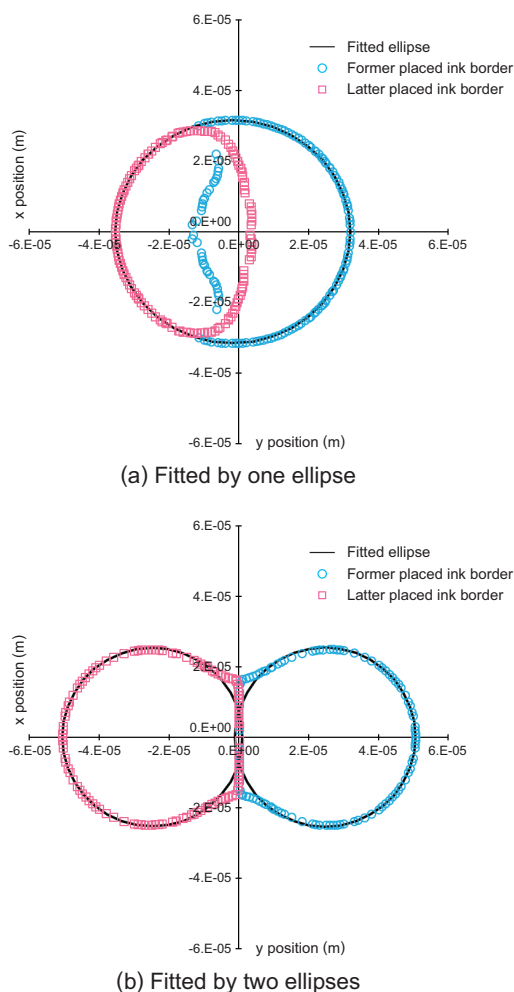 6.E-05
Fitted ellipse
Former placed ink border
Latter placed ink border
4.E-05
2.E-05
x position (m)
0.E+00
-6.E-05 -4.E-05 -2.E-05 0.E+00 2.E-05 4.E-05 6.E-05
-2.E-05
-4.E-05
-6.E-05 y position (m)
(a) Fitted by one ellipse
6.E-05
Fitted ellipse
Former placed ink border
Latter placed ink border
4.E-05
2.E-05
x position (m)
0.E+00
-6.E-05 -4.E-05 -2.E-05 0.E+00 2.E-05 4.E-05 6.E-05
-2.E-05
-4.E-05
-6.E-05 y position (m)
(b) Fitted by two ellipses